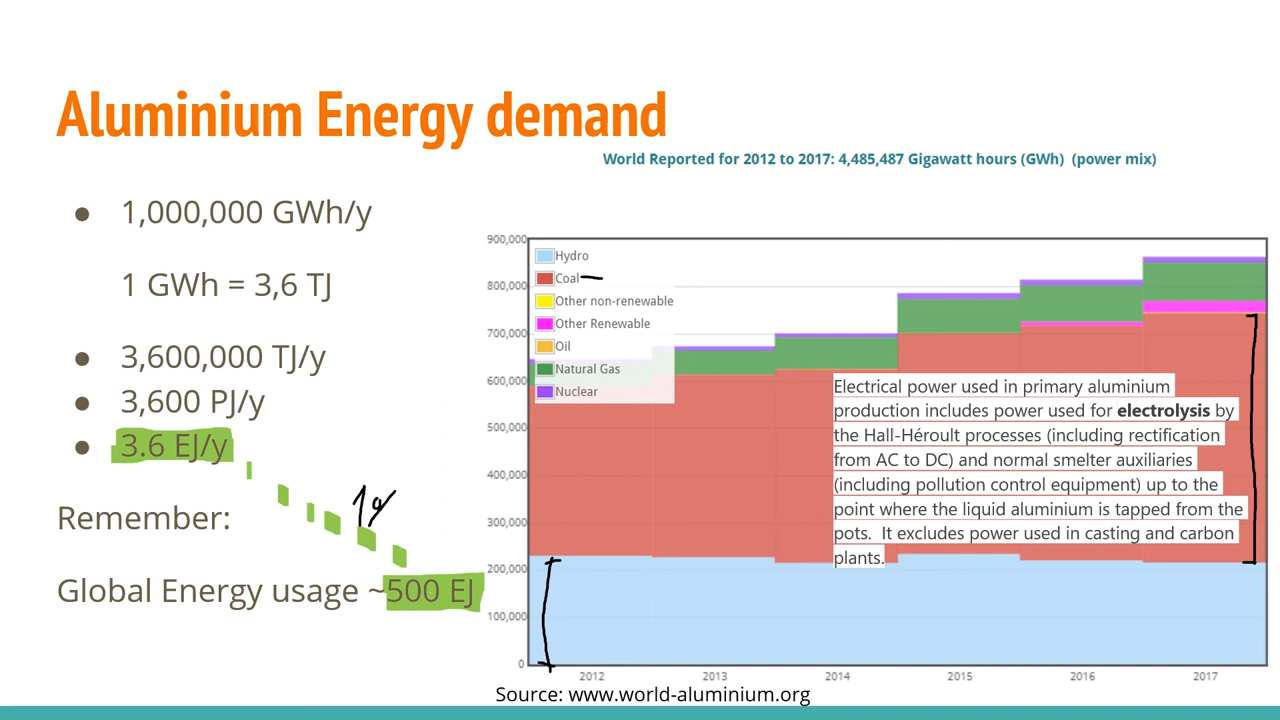 Aluminium Energy demand
World Reported for 2012 to 2017: 4,485,487 Gigawatt hours (GWh) (power mix)
● 1,000,000 GWh/y
1 GWh = 3,6 TJ
● 3,600,000 TJ/y
● 3,600 PJ/y
● 3.6 EJ/y
Remember:
Global Energy usage ~500 EJ
900,000
800,000
700,000
600,000
500,000
400,000
300,000
200,000
100,000
0
Hydro
Coal
Other non-renewable
Other Renewable
Oil
Natural Gas
Nuclear
Electrical power used in primary aluminium
production includes power used for electrolysis by
the Hall-Héroult processes (including rectification
from AC to DC) and normal smelter auxiliaries
(including pollution control equipment) up to the
point where the liquid aluminium is tapped from the
pots. It excludes power used in casting and carbon
plants.
2012 2013 2014 2015 2016 2017
Source: www.world-aluminium.org